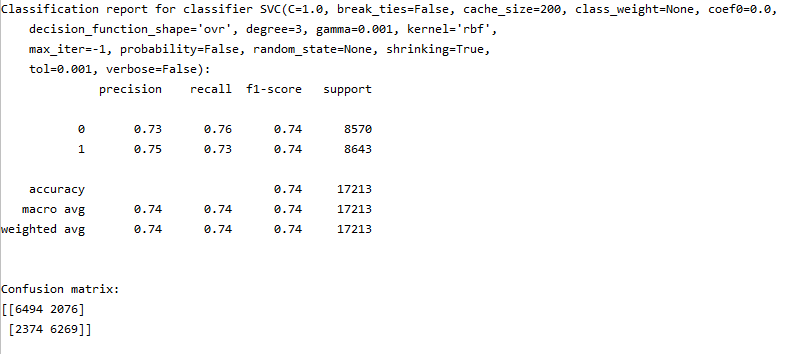 Classification report for classifier SVC(C=1.0, break_ties=False, cache_size=200, class_weight=None, coef0=0.0,
    decision_function_shape='ovr', degree=3, gamma=0.001, kernel='rbf',
    max_iter=-1, probability=False, random_state=None, shrinking=True,
    tol=0.001, verbose=False):
              precision    recall  f1-score   support

           0       0.73      0.76      0.74      8570
           1       0.75      0.73      0.74      8643

    accuracy                           0.74     17213
   macro avg       0.74      0.74      0.74     17213
weighted avg       0.74      0.74      0.74     17213


Confusion matrix:
[[6494 2076]
 [2374 6269]]